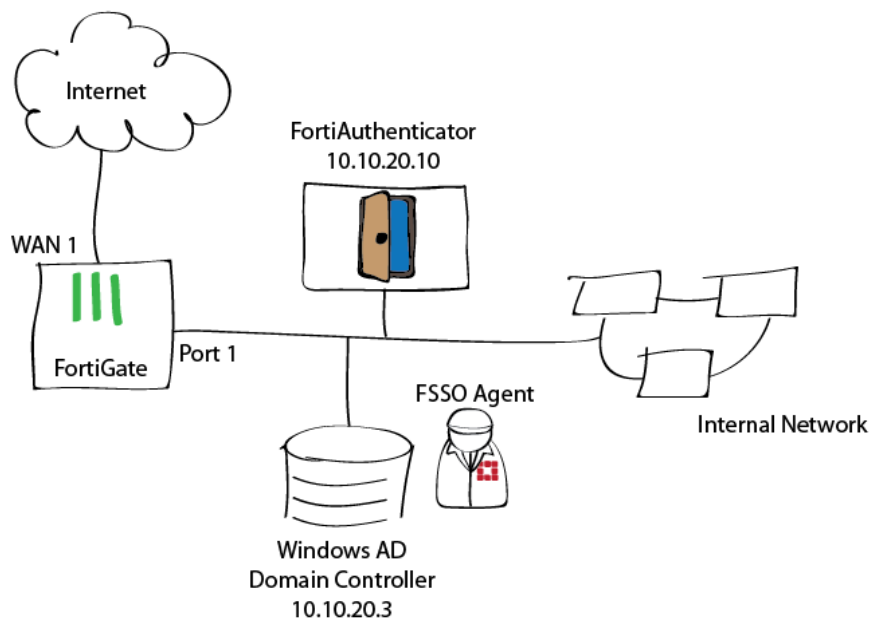 Internet
FortiAuthenticator
10.10.20.10
WAN 1
FortiGate
Port 1
FSSO Agent
Internal Network
Windows AD
Domain Controller
10.10.20.3